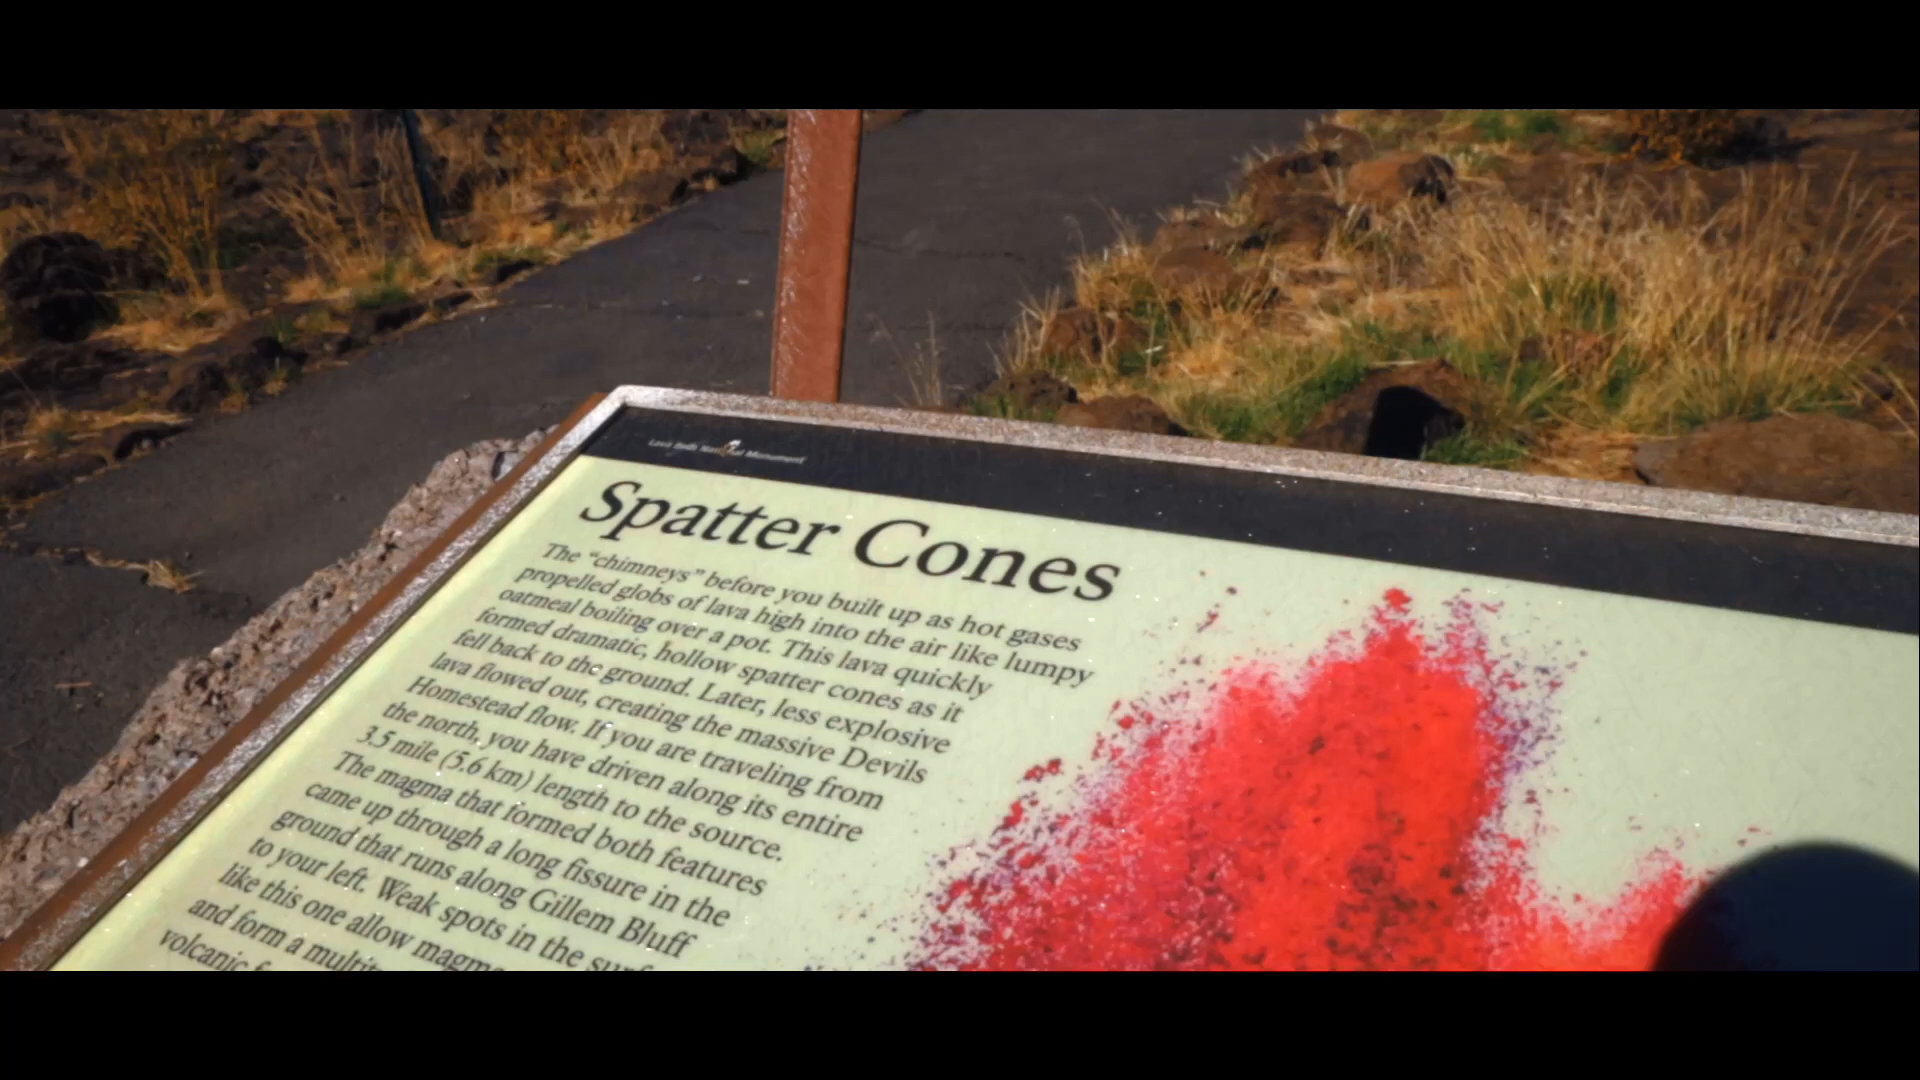 Lava Beds National Monument
Spatter Cones
The “chimneys” before you built up as hot gases
propelled globs of lava high into the air like lumpy
oatmeal boiling over a pot. This lava quickly
formed dramatic, hollow spatter cones as it
fell back to the ground. Later, less explosive
lava flowed out, creating the massive Devils
Homestead flow. If you are traveling from
the north, you have driven along its entire
3.5 mile (5.6 km) length to the source.
The magma that formed both features
came up through a long fissure in the
ground that runs along Gillem Bluff
to your left. Weak spots in the
like this one allow
and form a
volcanic